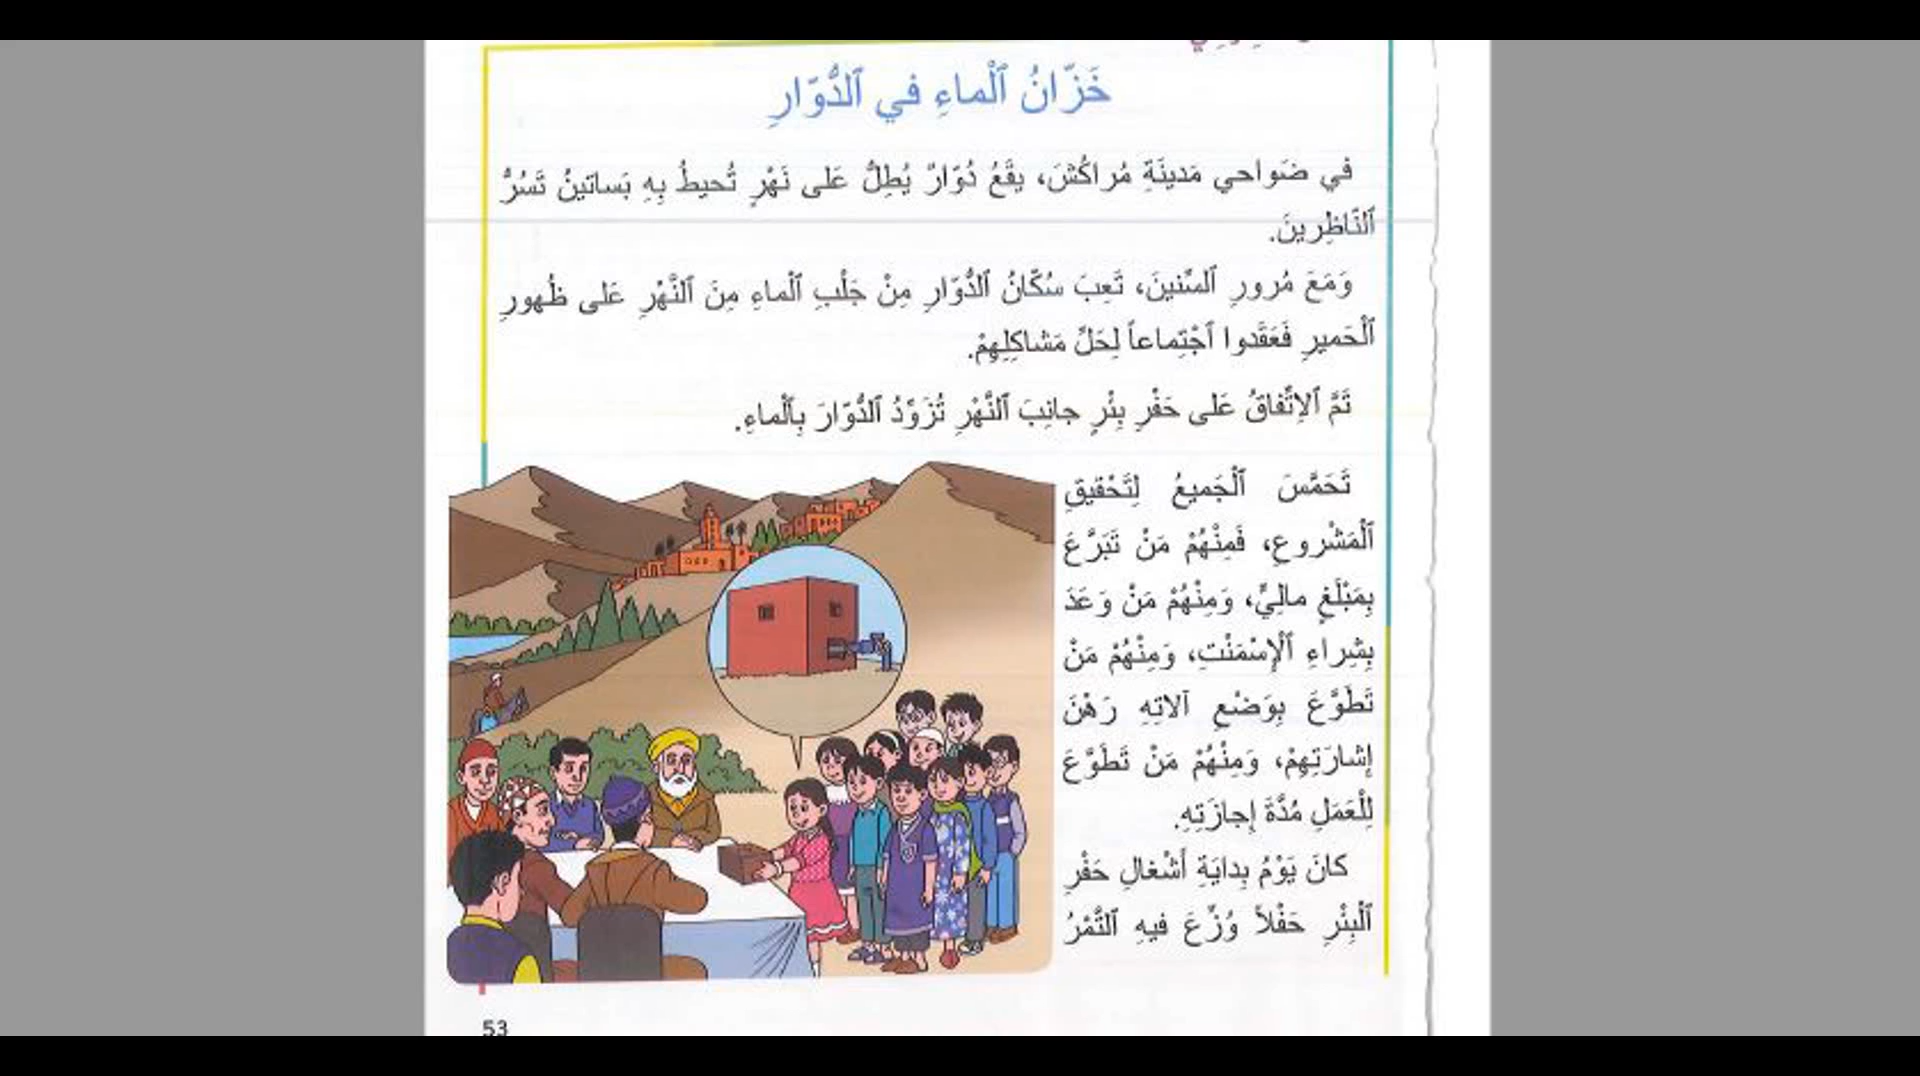 خَزّانُ ٱلْماءِ في ٱلدُّوّارِ
في ضَواحي مَدينَةِ مُراكُشَ، يقَعُ دُوّارٌ يُطِلُّ عَلى نَهْرٍ تُحيطُ بِهِ بَساتينُ تَسُرُّ
ٱلنّاظِرينَ.
وَمَعَ مُرورِ ٱلسِّنينَ، تَعِبَ سُكّانُ ٱلدُّوّارِ مِنْ جَلْبِ ٱلْماءِ مِنَ ٱلنَّهْرِ عَلى ظُهورِ
ٱلْحَميرِ فَعَقَدوا ٱجْتِماعاً لِحَلِّ مَشاكِلِهِمْ.
تَمَّ ٱلِاتِّفاقُ عَلى حَفْرِ بِئْرٍ جانِبَ ٱلنَّهْرِ تُزَوِّدُ ٱلدُّوّارَ بِٱلْماءِ.
تَحَمَّسَ ٱلْجَميعُ لِتَحْقيقِ
ٱلْمَشْروعِ، فَمِنْهُمْ مَنْ تَبَرَّعَ
بِمَبْلَغٍ مالِيٍّ، وَمِنْهُمْ مَنْ وَعَدَ
بِشِراءِ ٱلْإِسْمَنْتِ، وَمِنْهُمْ مَنْ
تَطَوَّعَ بِوَضْعِ آلاتِهِ رَهْنَ
إِشارَتِهِمْ، وَمِنْهُمْ مَنْ تَطَوَّعَ
لِلْعَمَلِ مُدَّةَ إِجازَتِهِ.
كانَ يَوْمُ بِدايَةِ أَشْغالِ حَفْرِ
ٱلْبِئْرِ حَفْلاً وُزِّعَ فيهِ ٱلتَّمْرُ
53